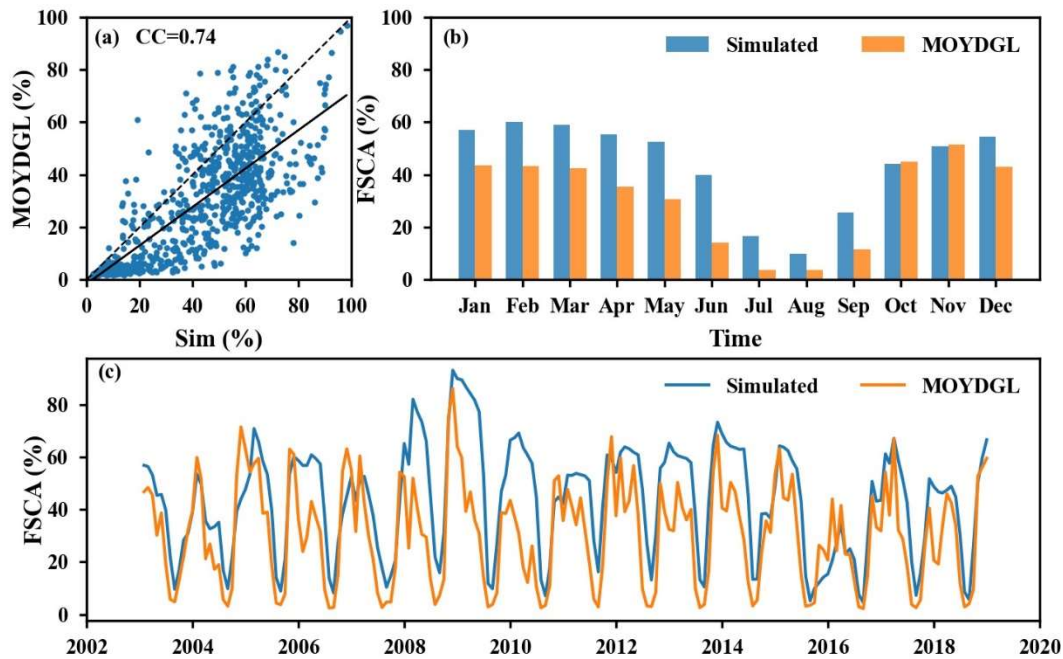 (a) CC=0.74
MOYDGL (%)
100
80
60
40
20
0
0 20 40 60 80 100
Sim (%)
(b)
Simulated MOYDGL
FSCA (%)
100
80
60
40
20
0
Jan Feb Mar Apr May Jun Jul Aug Sep Oct Nov Dec
Time
(c)
Simulated MOYDGL
FSCA (%)
80
60
40
20
0
2002 2004 2006 2008 2010 2012 2014 2016 2018 2020